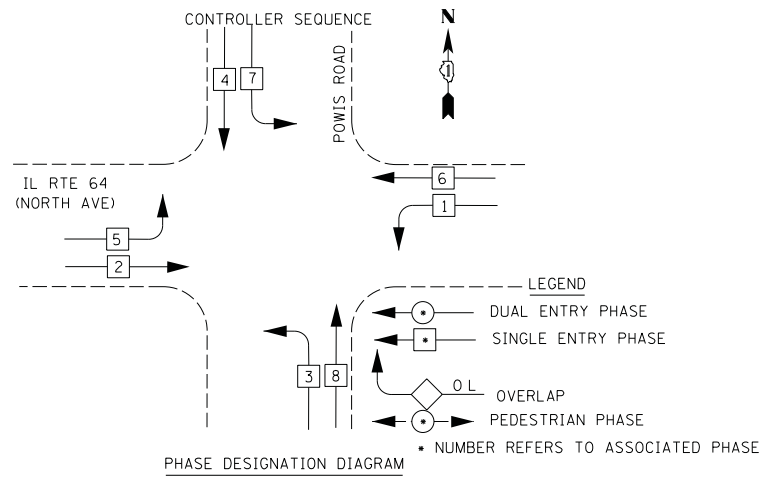 CONTROLLER SEQUENCE
N
1
4
7
POWIS ROAD
IL RTE 64
(NORTH AVE)
6
1
5
2
3
8
LEGEND
* DUAL ENTRY PHASE
* SINGLE ENTRY PHASE
OL OVERLAP
* PEDESTRIAN PHASE
* NUMBER REFERS TO ASSOCIATED PHASE
PHASE DESIGNATION DIAGRAM